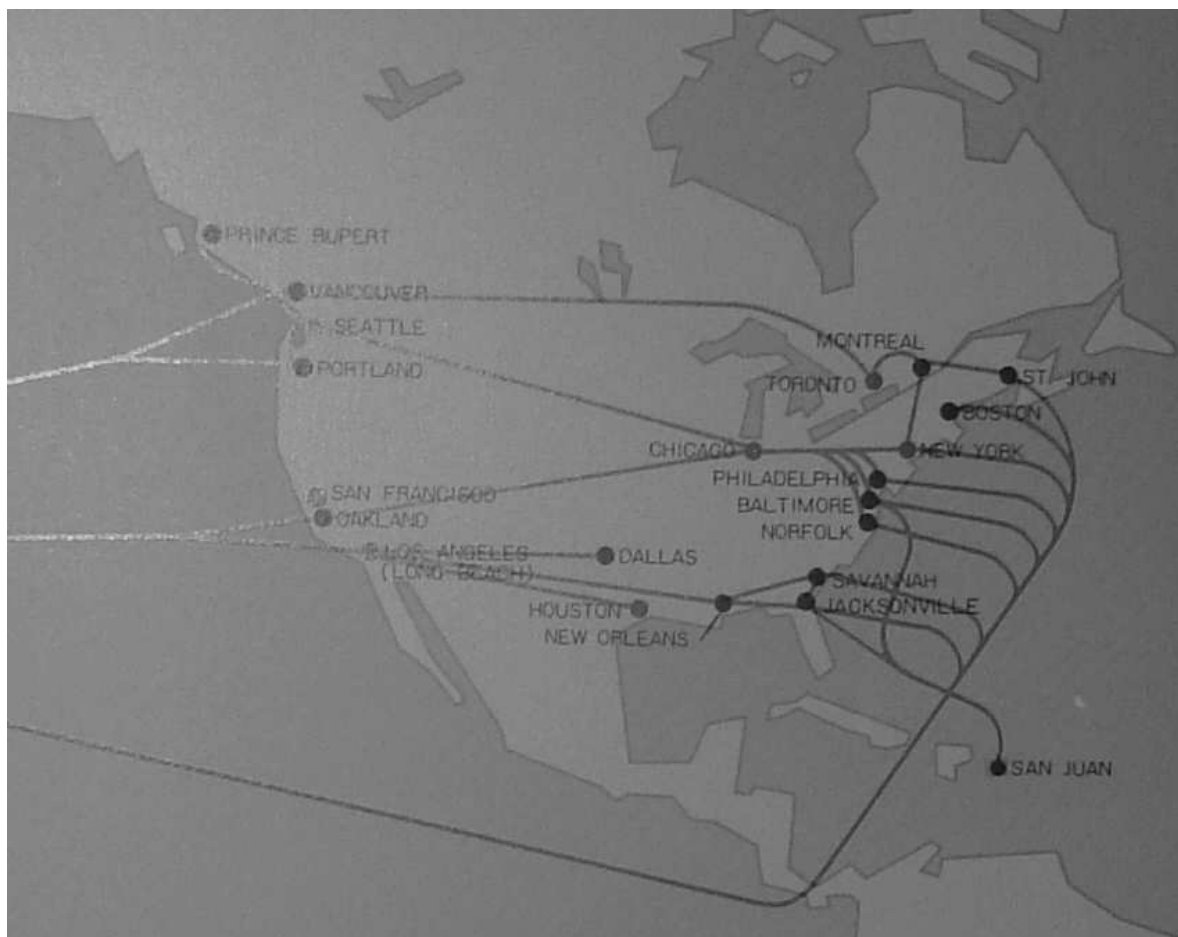 PRINCE RUPERT
VANCOUVER
SEATTLE
MONTREAL
PORTLAND
TORONTO
ST. JOHN
BOSTON
CHICAGO
NEW YORK
PHILADELPHIA
SAN FRANCISCO
BALTIMORE
OAKLAND
NORFOLK
LOS ANGELES
DALLAS
(LONG BEACH)
SAVANNAH
HOUSTON
JACKSONVILLE
NEW ORLEANS
SAN JUAN